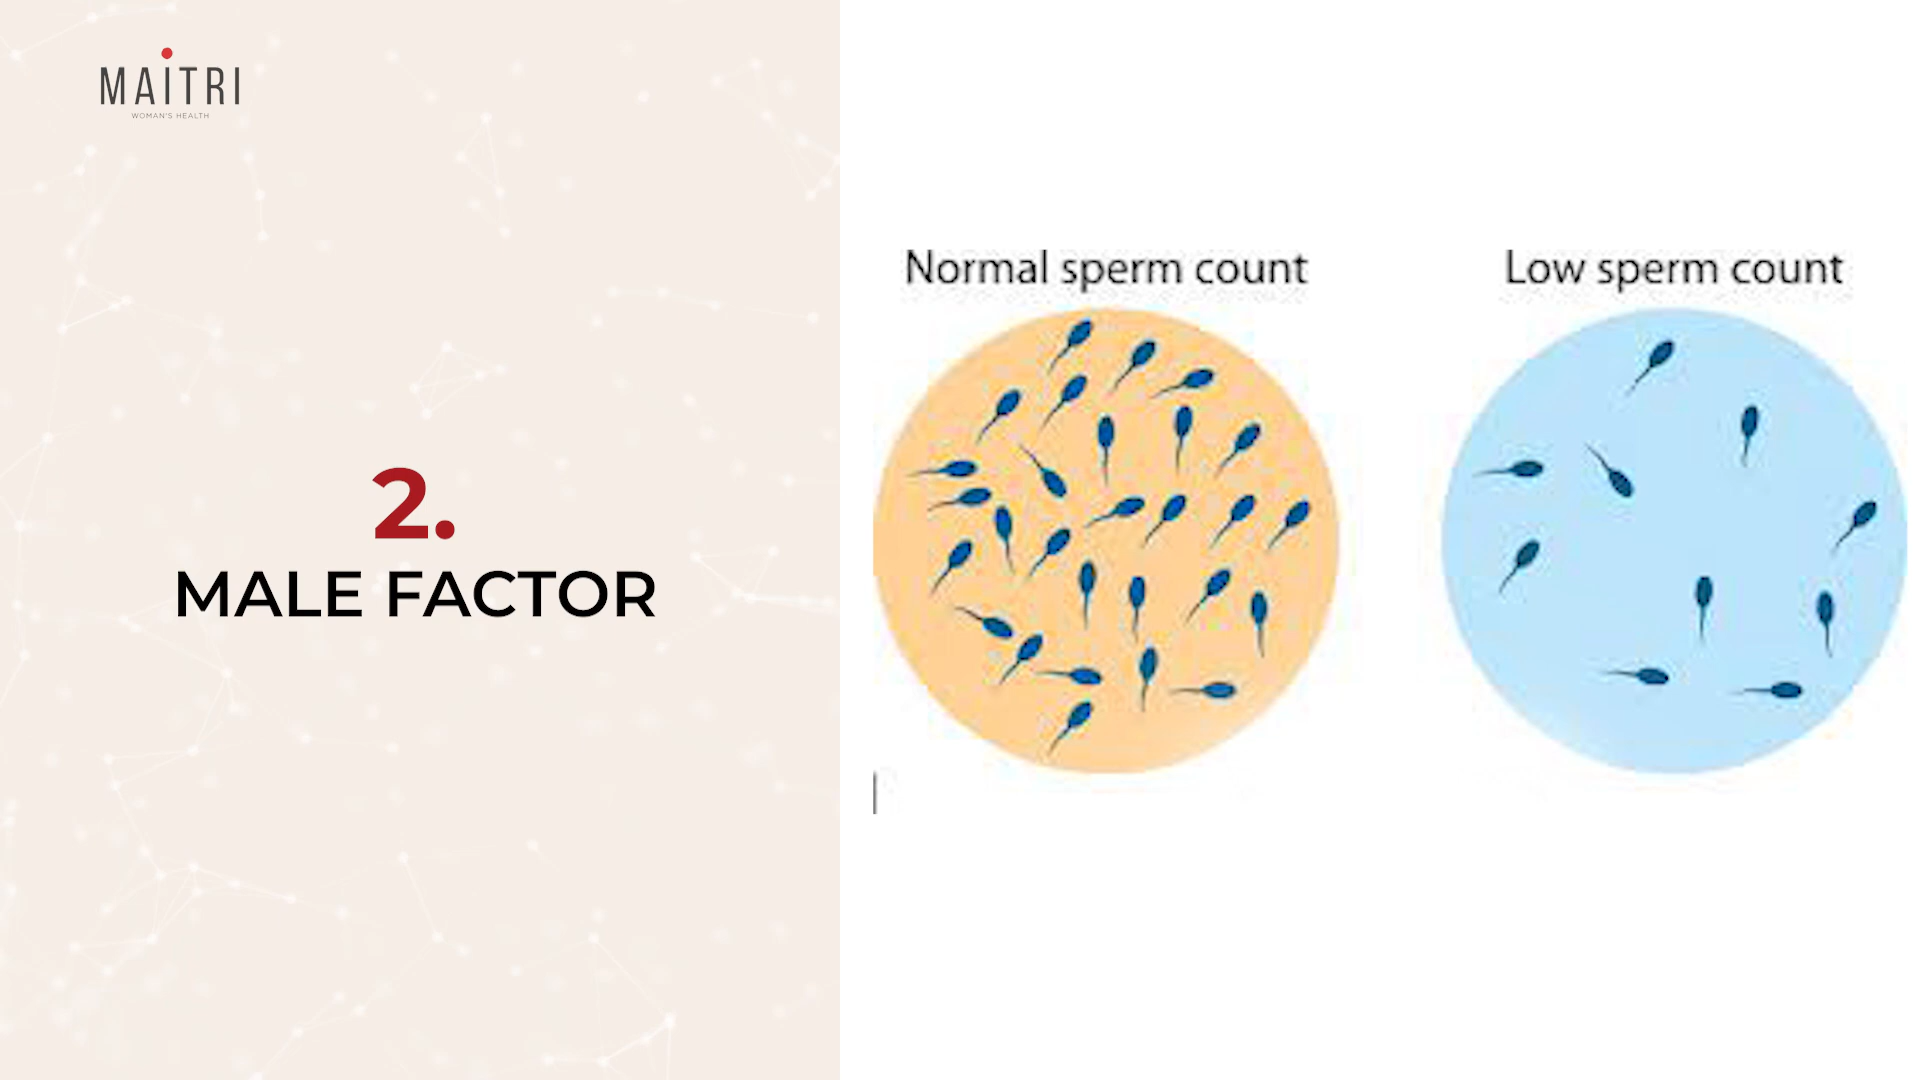 MAITRI
WOMAN'S HEALTH
2.
MALE FACTOR
Normal sperm count
Low sperm count